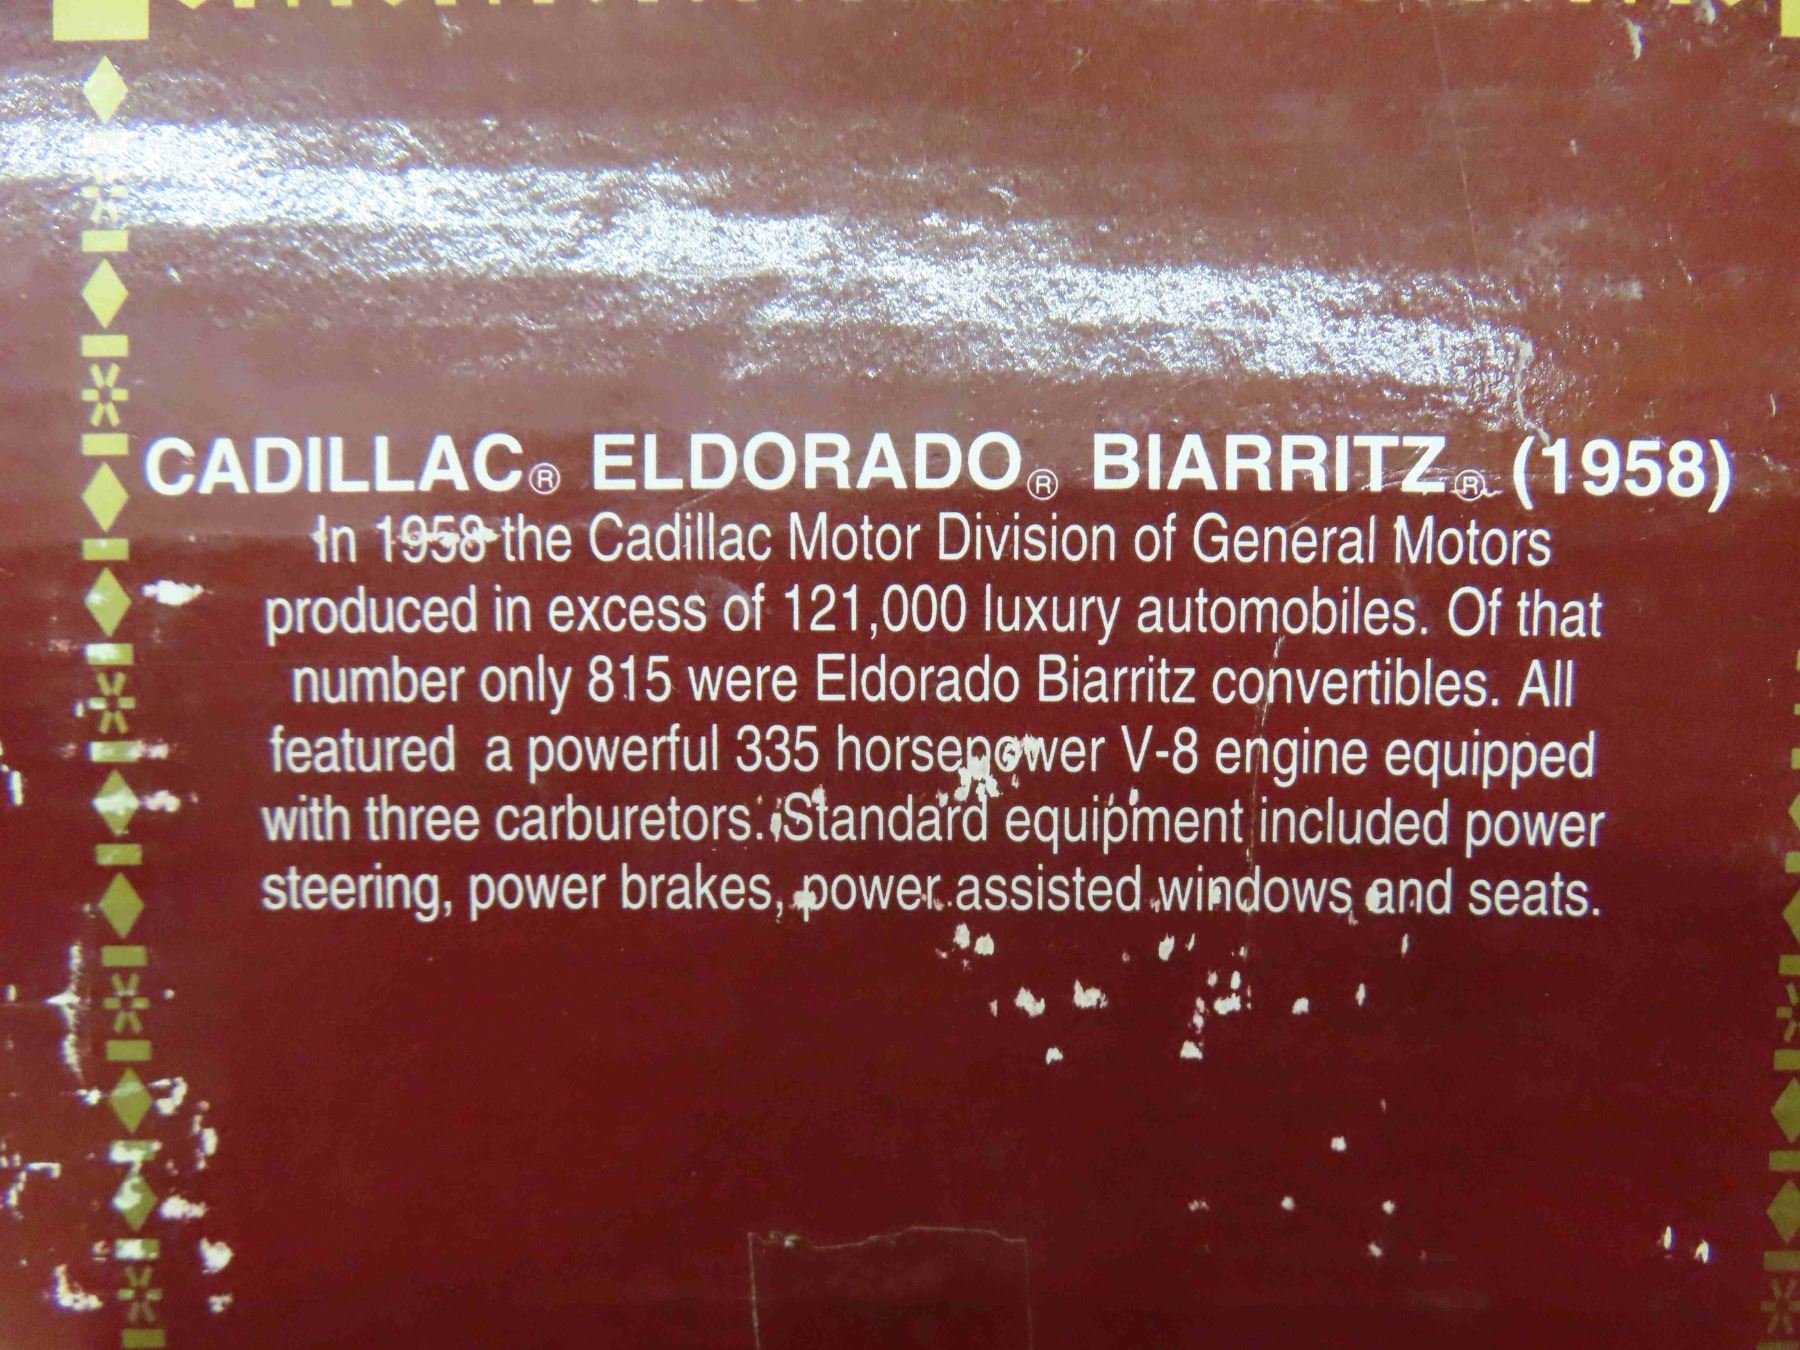 CADILLAC® ELDORADO® BIARRITZ® (1958)
In 1958 the Cadillac Motor Division of General Motors
produced in excess of 121,000 luxury automobiles. Of that
number only 815 were Eldorado Biarritz convertibles. All
featured a powerful 335 horsepower V-8 engine equipped
with three carburetors. Standard equipment included power
steering, power brakes, power assisted windows and seats.